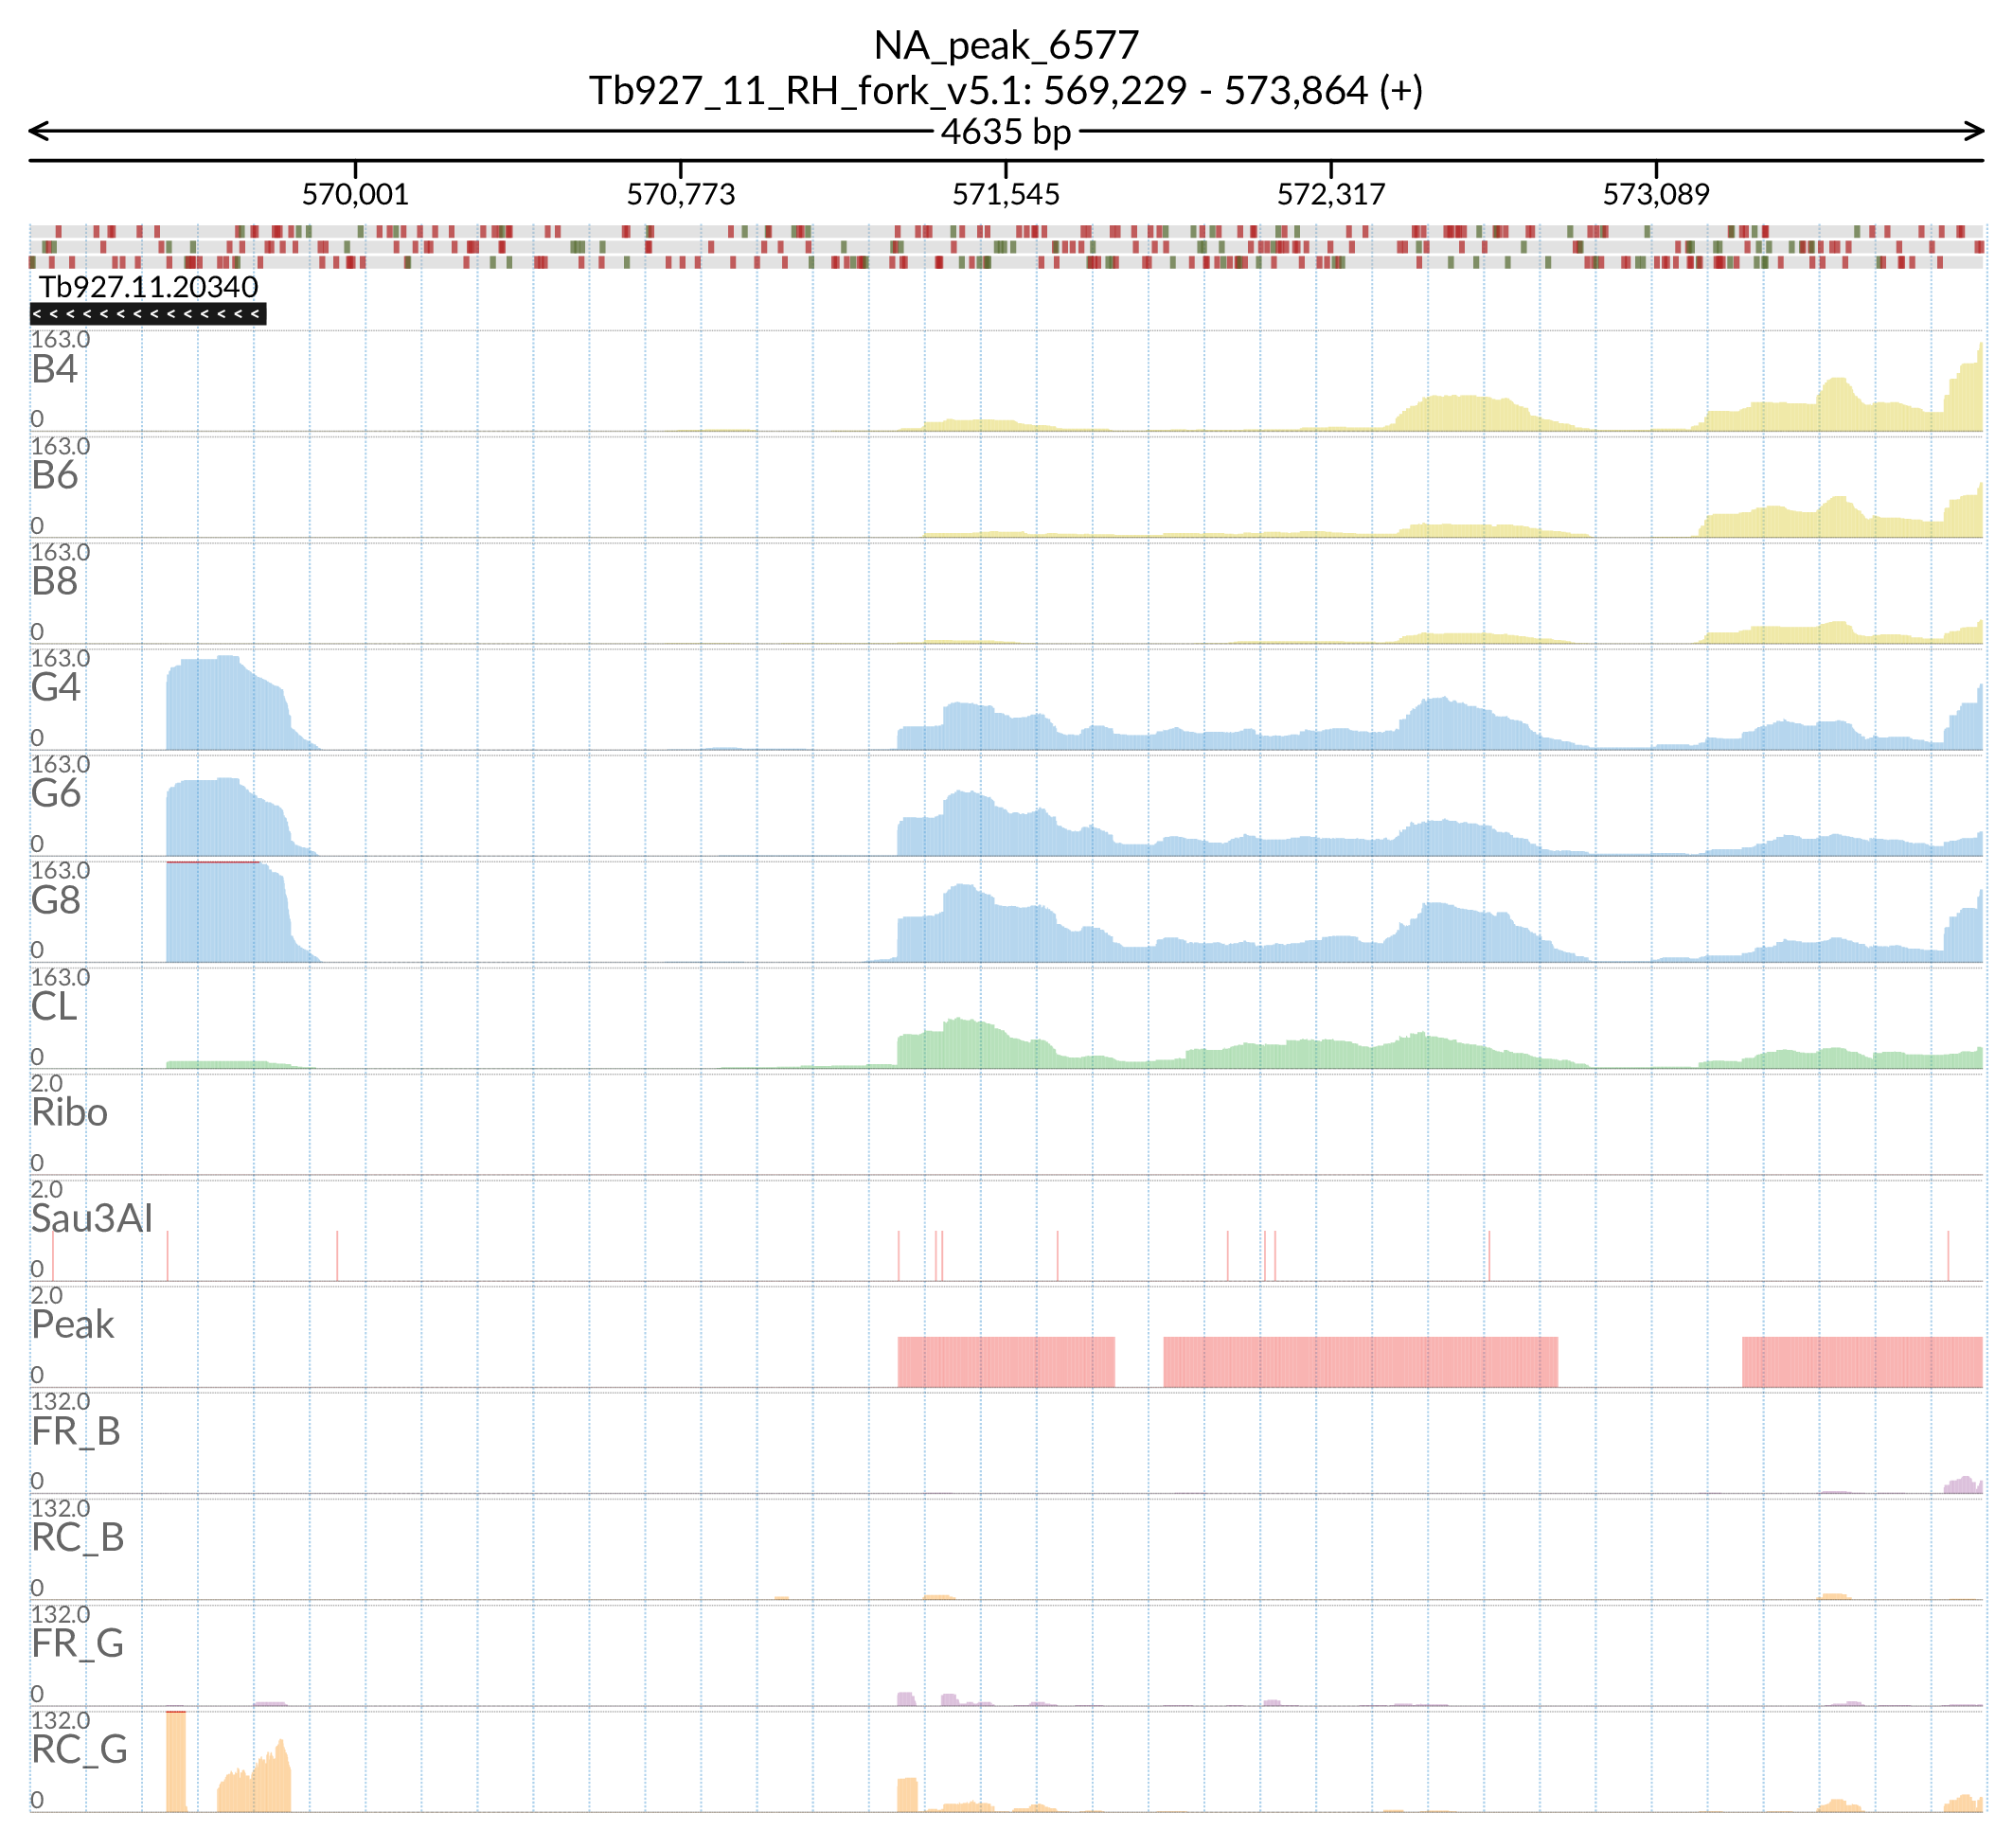 NA_peak_6577
Tb927_11_RH_fork_v5.1: 569,229 - 573,864 (+)
4635 bp
570,001 570,773 571,545 572,317 573,089
Tb927.11.20340
< < < < < < < < < < < < < <
163.0
B4
0
163.0
B6
0
163.0
B8
0
163.0
G4
0
163.0
G6
0
163.0
G8
0
163.0
CL
0
2.0
Ribo
0
2.0
Sau3AI
0
2.0
Peak
0
132.0
FR_B
0
132.0
RC_B
0
132.0
FR_G
0
132.0
RC_G
0